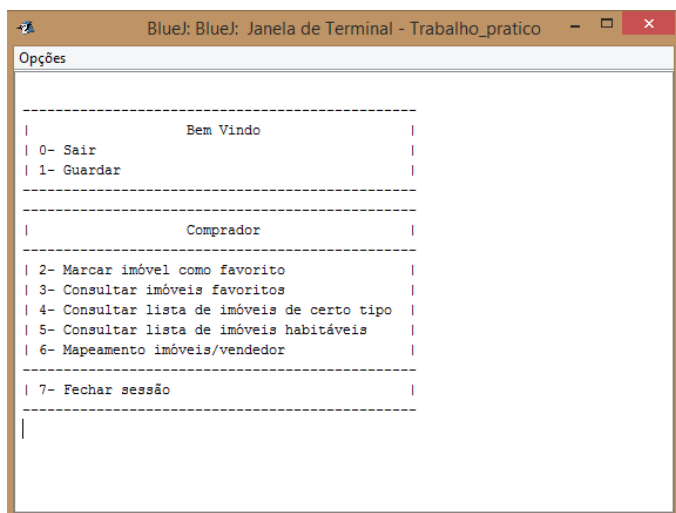 BlueJ: BlueJ: Janela de Terminal - Trabalho_pratico
Opções
------------------------------------------------
| Bem Vindo |
| 0- Sair |
| 1- Guardar |
------------------------------------------------
------------------------------------------------
| Comprador |
------------------------------------------------
| 2- Marcar imóvel como favorito |
| 3- Consultar imóveis favoritos |
| 4- Consultar lista de imóveis de certo tipo |
| 5- Consultar lista de imóveis habitáveis |
| 6- Mapeamento imóveis/vendedor |
------------------------------------------------
| 7- Fechar sessão |
------------------------------------------------